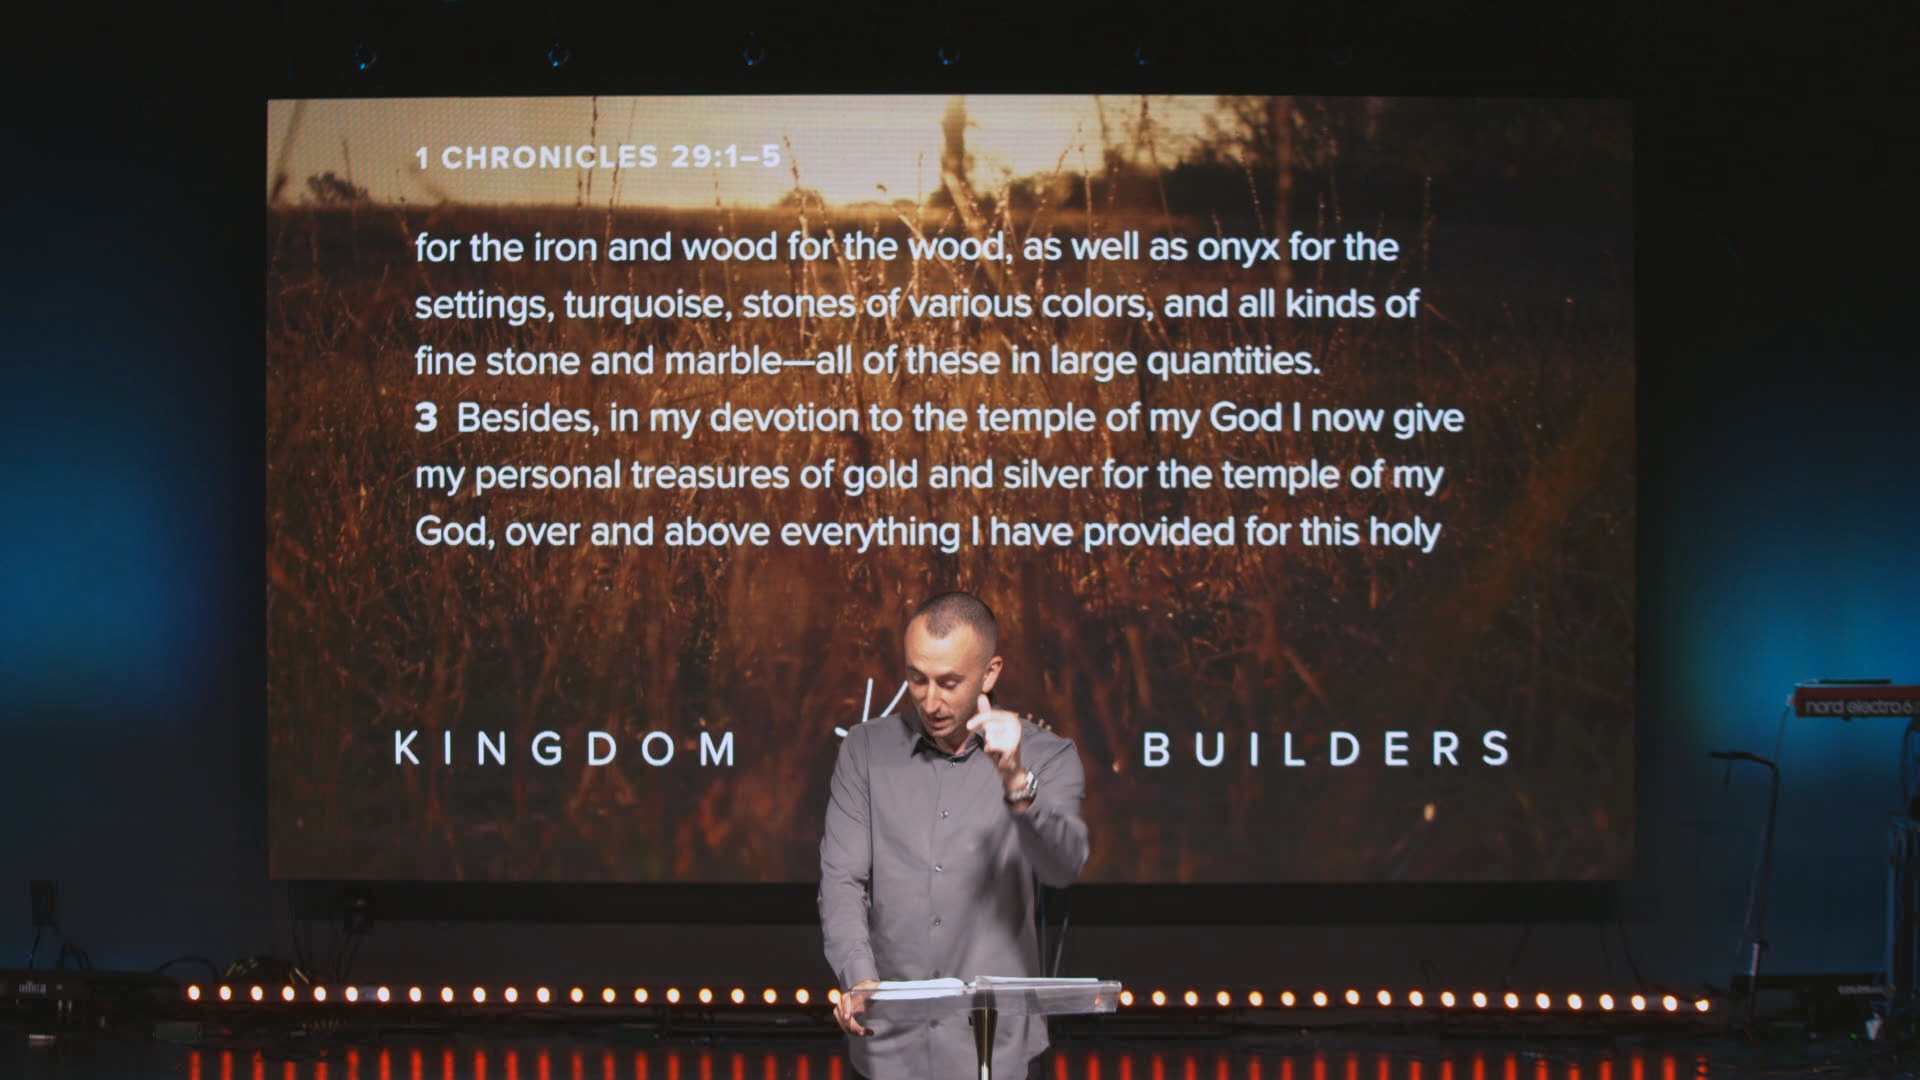 1 CHRONICLES 29:1–5
for the iron and wood for the wood, as well as onyx for the
settings, turquoise, stones of various colors, and all kinds of
fine stone and marble—all of these in large quantities.
3 Besides, in my devotion to the temple of my God I now give
my personal treasures of gold and silver for the temple of my
God, over and above everything I have provided for this holy
nord electro 6
KINGDOM K BUILDERS